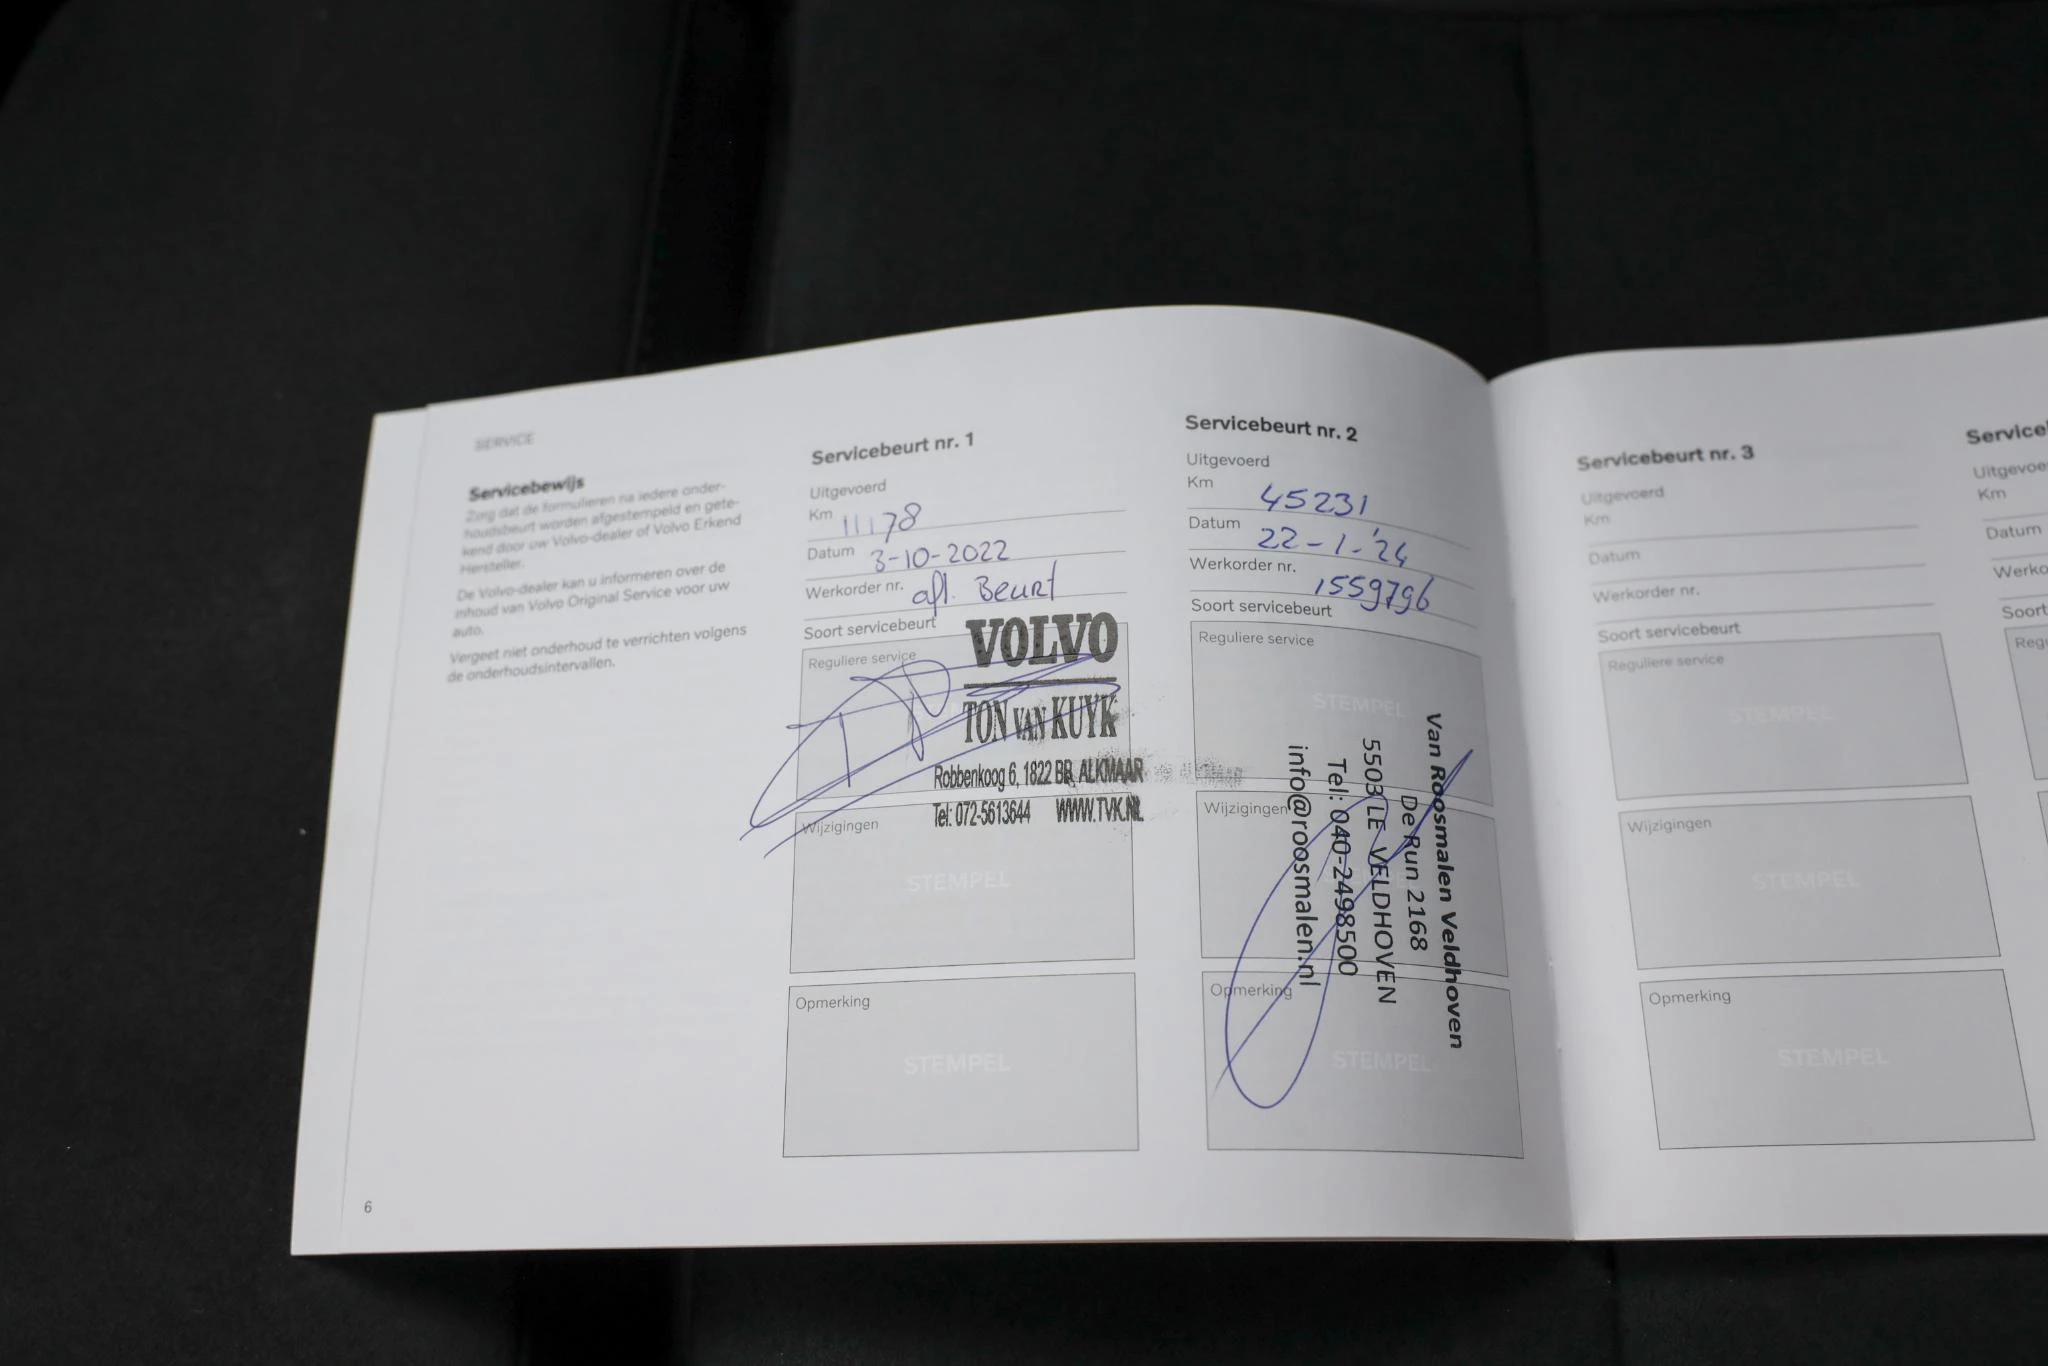 SERVICE
Servicebewijs
Zorg dat de formulieren na iedere onder-
houdsbeurt worden afgestempeld en gete-
kend door uw Volvo-dealer of Volvo Erkend
Hersteller.
De Volvo-dealer kan u informeren over de
inhoud van Volvo Original Service voor uw
auto.
Vergeet niet onderhoud te verrichten volgens
de onderhoudsintervallen.
6
Servicebeurt nr. 1
Uitgevoerd
Km 11178
Datum 3-10-2022
Werkorder nr. afl. Beurt
Soort servicebeurt
Reguliere service
VOLVO
TON VAN KUYK
Robbenkoog 6, 1822 BB ALKMAAR
Tel: 072-5613644 WWW.TVK.NL
Wijzigingen
STEMPEL
Opmerking
STEMPEL
Servicebeurt nr. 2
Uitgevoerd
Km 45231
Datum 22-1-'24
Werkorder nr. 1559796
Soort servicebeurt
Reguliere service
STEMPEL
Wijzigingen
Opmerking
STEMPEL
Van Roosmalen Veldhoven
De Run 2168
5503 LE VELDHOVEN
Tel: 040-2498500
info@roosmalen.nl
Servicebeurt nr. 3
Uitgevoerd
Km
Datum
Werkorder nr.
Soort servicebeurt
Reguliere service
STEMPEL
Wijzigingen
STEMPEL
Opmerking
STEMPEL
Service
Uitgevoe
Km
Datum
Werko
Soort
Regu